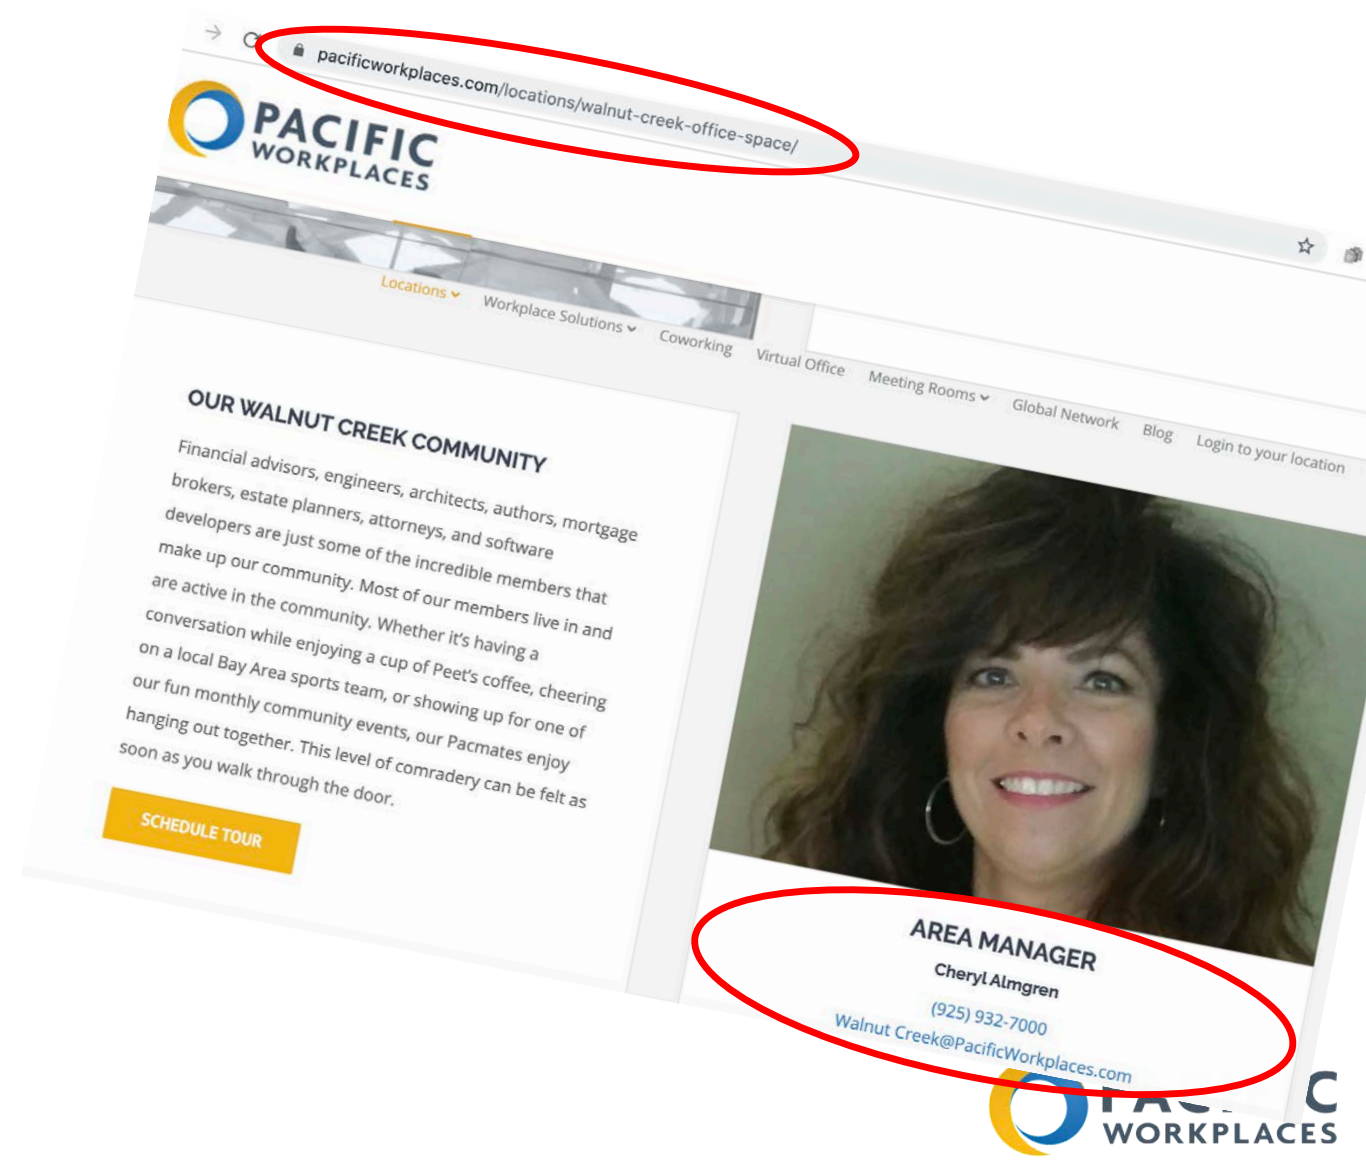 pacificworkplaces.com/locations/walnut-creek-office-space/
PACIFIC
WORKPLACES
Locations Workplace Solutions Coworking Virtual Office Meeting Rooms Global Network Blog Login to your location
OUR WALNUT CREEK COMMUNITY
Financial advisors, engineers, architects, authors, mortgage
brokers, estate planners, attorneys, and software
developers are just some of the incredible members that
make up our community. Most of our members live in and
are active in the community. Whether it's having a
conversation while enjoying a cup of Peet's coffee, cheering
on a local Bay Area sports team, or showing up for one of
our fun monthly community events, our Pacmates enjoy
hanging out together. This level of comradery can be felt as
soon as you walk through the door.
SCHEDULE TOUR
AREA MANAGER
Cheryl Almgren
(925) 932-7000
Walnut Creek@PacificWorkplaces.com
WORKPLACES